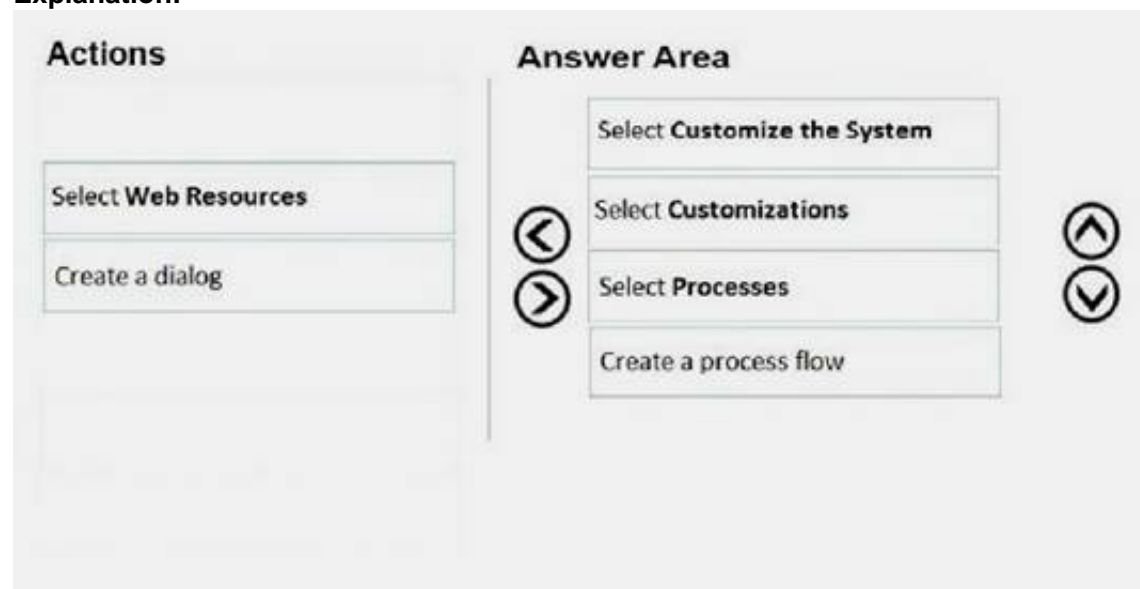 Explanation:
Actions
Answer Area
Select Customize the System
Select Web Resources
Select Customizations
Create a dialog
Select Processes
Create a process flow